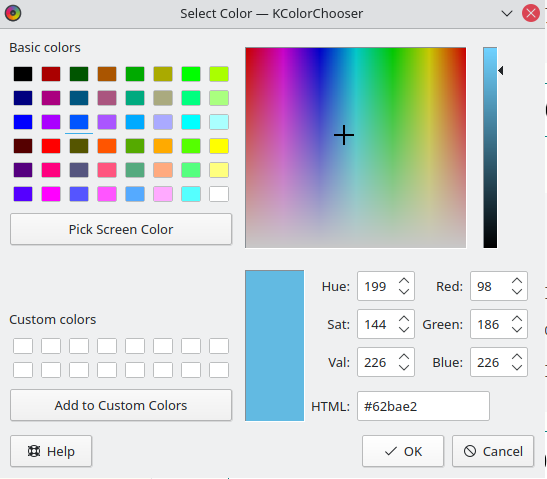 Select Color — KColorChooser
Basic colors
Pick Screen Color
Custom colors
Add to Custom Colors
Hue: 199
Red: 98
Sat: 144
Green: 186
Val: 226
Blue: 226
HTML: #62bae2
Help
OK
Cancel